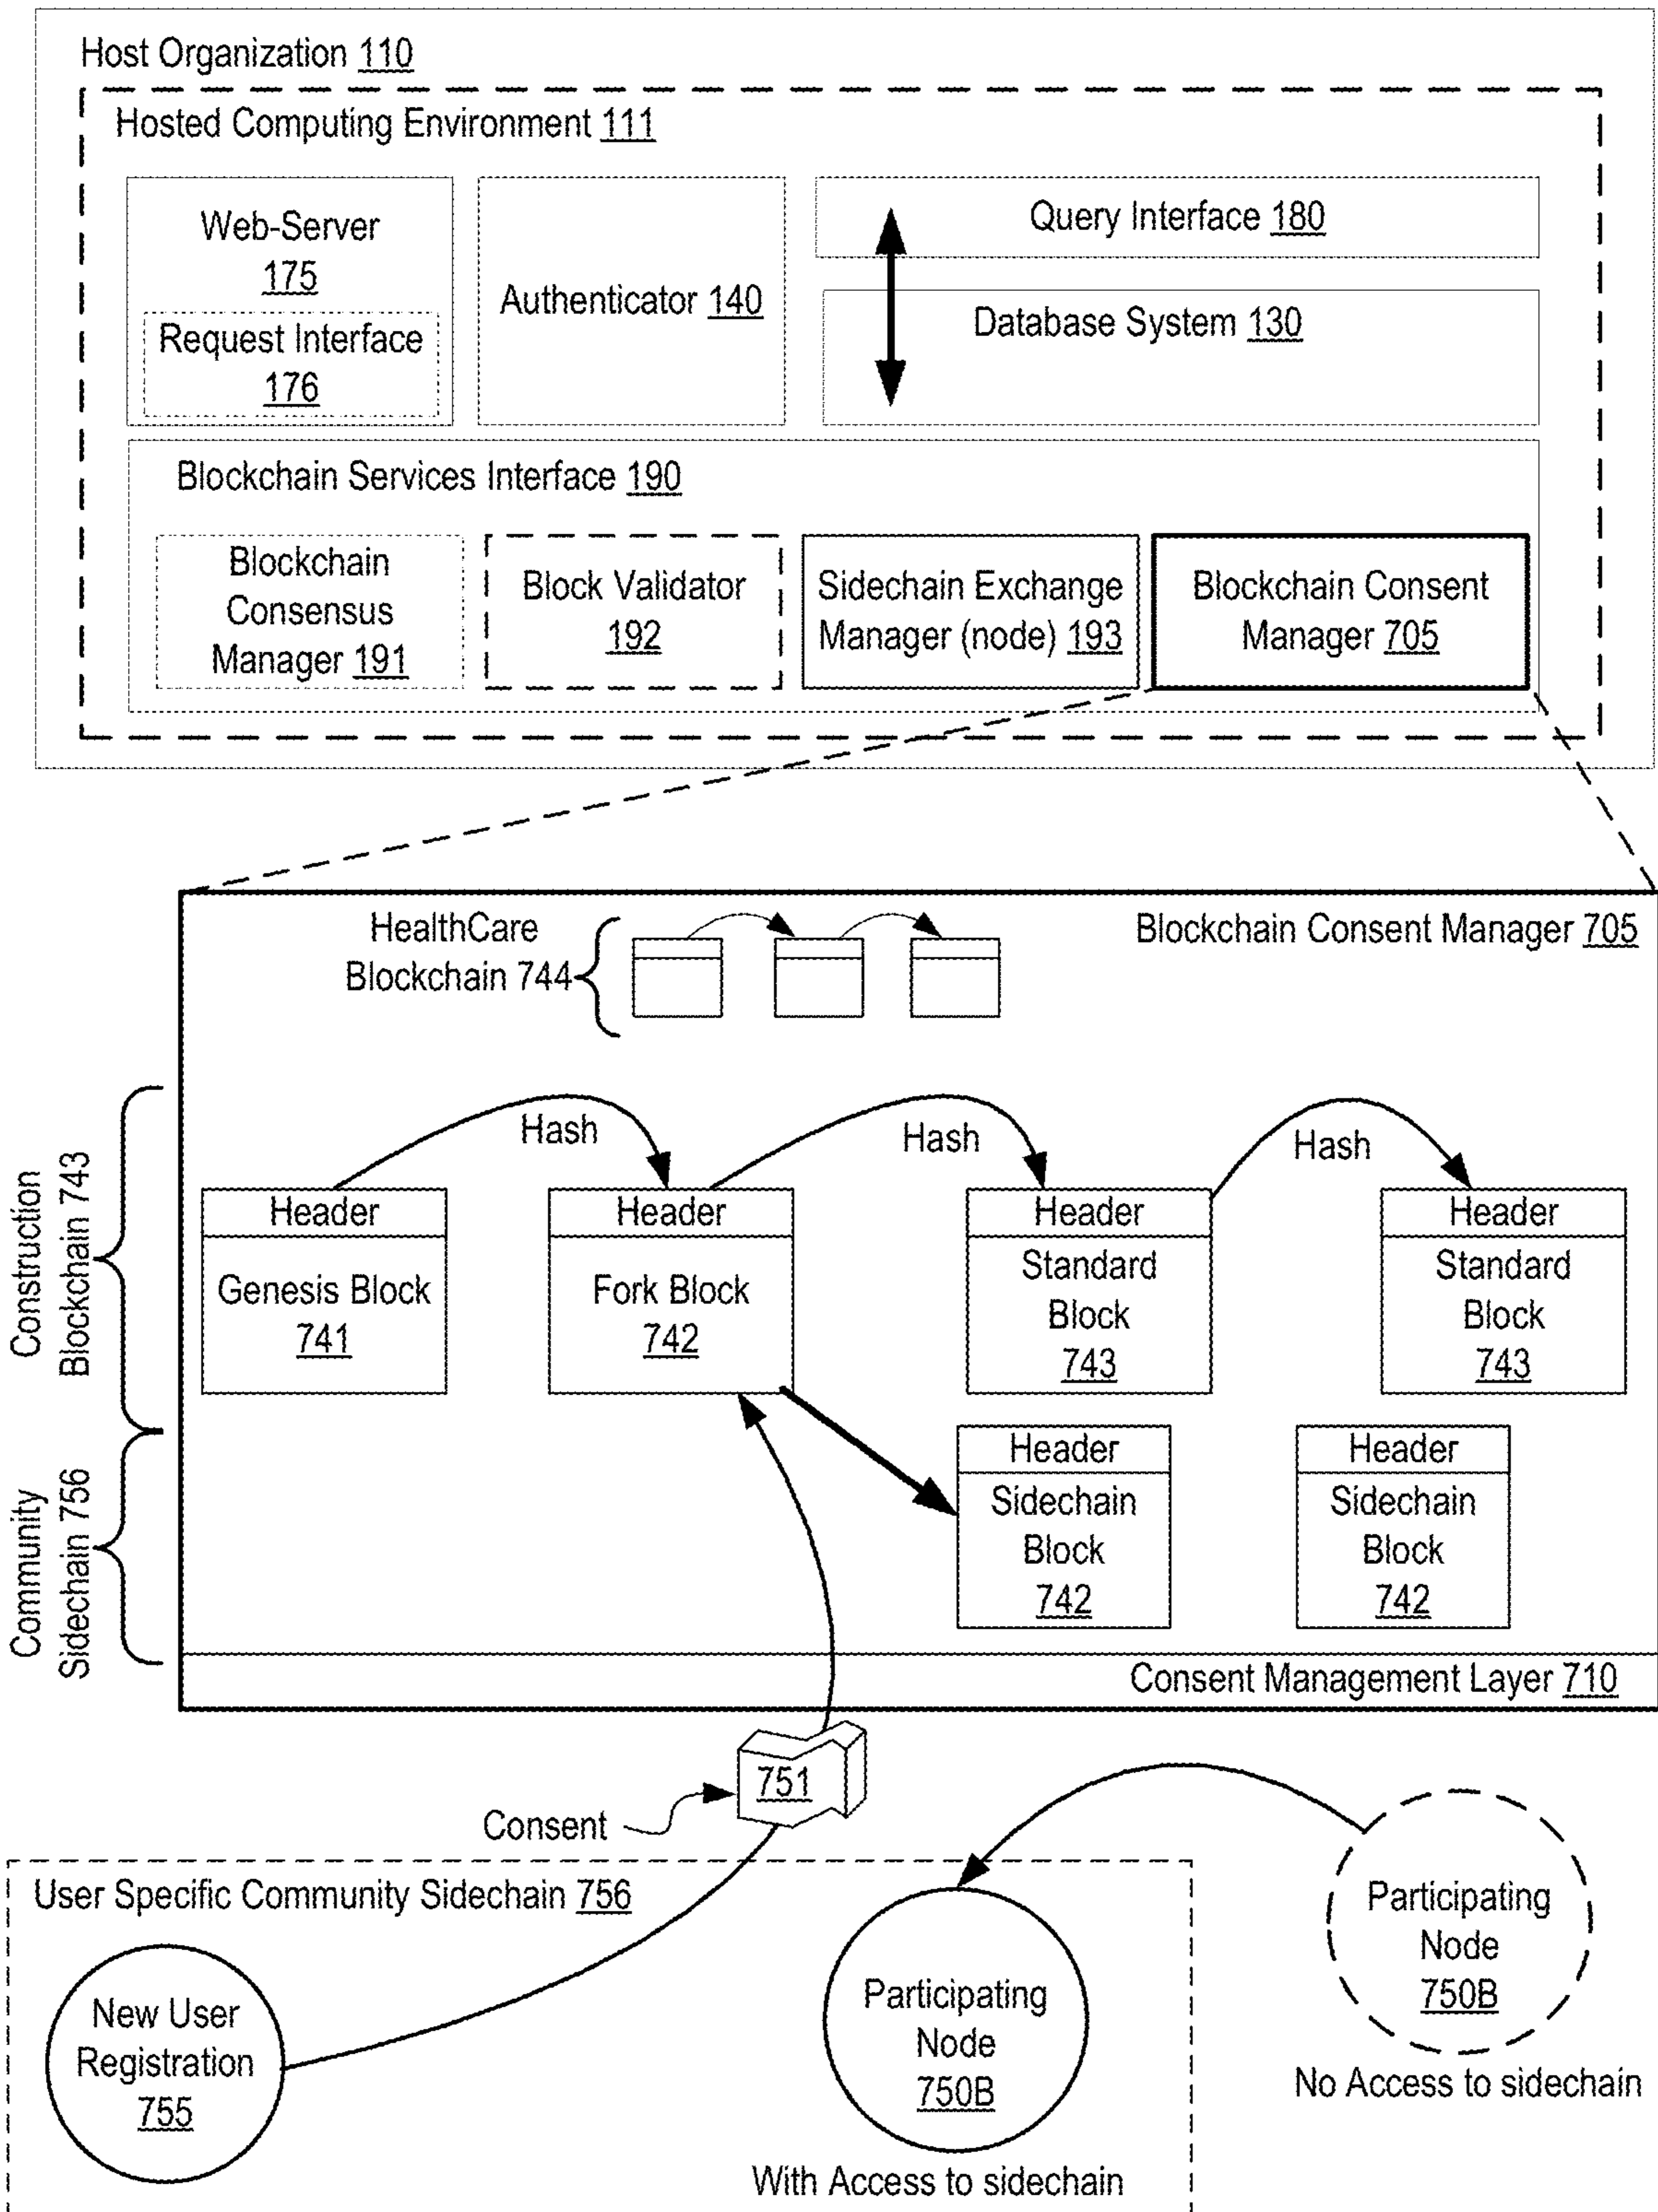 Host Organization 110
Hosted Computing Environment 111
Web-Server
175
Request Interface
176
Authenticator 140
Query Interface 180
Database System 130
Blockchain Services Interface 190
Blockchain
Consensus
Manager 191
Block Validator
192
Sidechain Exchange
Manager (node) 193
Blockchain Consent
Manager 705
HealthCare
Blockchain 744
Blockchain Consent Manager 705
Construction
Blockchain 743
Hash
Hash
Hash
Header
Genesis Block
741
Header
Fork Block
742
Header
Standard
Block
743
Header
Standard
Block
743
Community
Sidechain 756
Header
Sidechain
Block
742
Header
Sidechain
Block
742
Consent Management Layer 710
751
Consent
User Specific Community Sidechain 756
New User
Registration
755
Participating
Node
750B
With Access to sidechain
Participating
Node
750B
No Access to sidechain